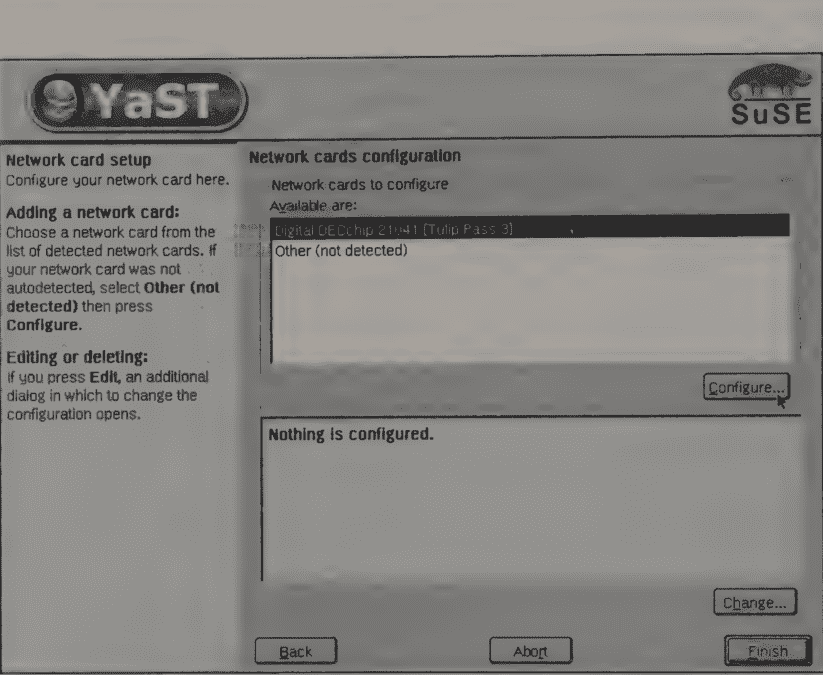 YaST
SuSE
Network card setup
Configure your network card here.
Adding a network card:
Choose a network card from the
list of detected network cards. If
your network card was not
autodetected, select Other (not
detected) then press
Configure.
Editing or deleting:
If you press Edit, an additional
dialog in which to change the
configuration opens.
Network cards configuration
Network cards to configure
Available are:
Digital DECchip 21041 [Tulip Pass 3]
Other (not detected)
Configure...
Nothing is configured.
Change...
Back
Abort
Finish